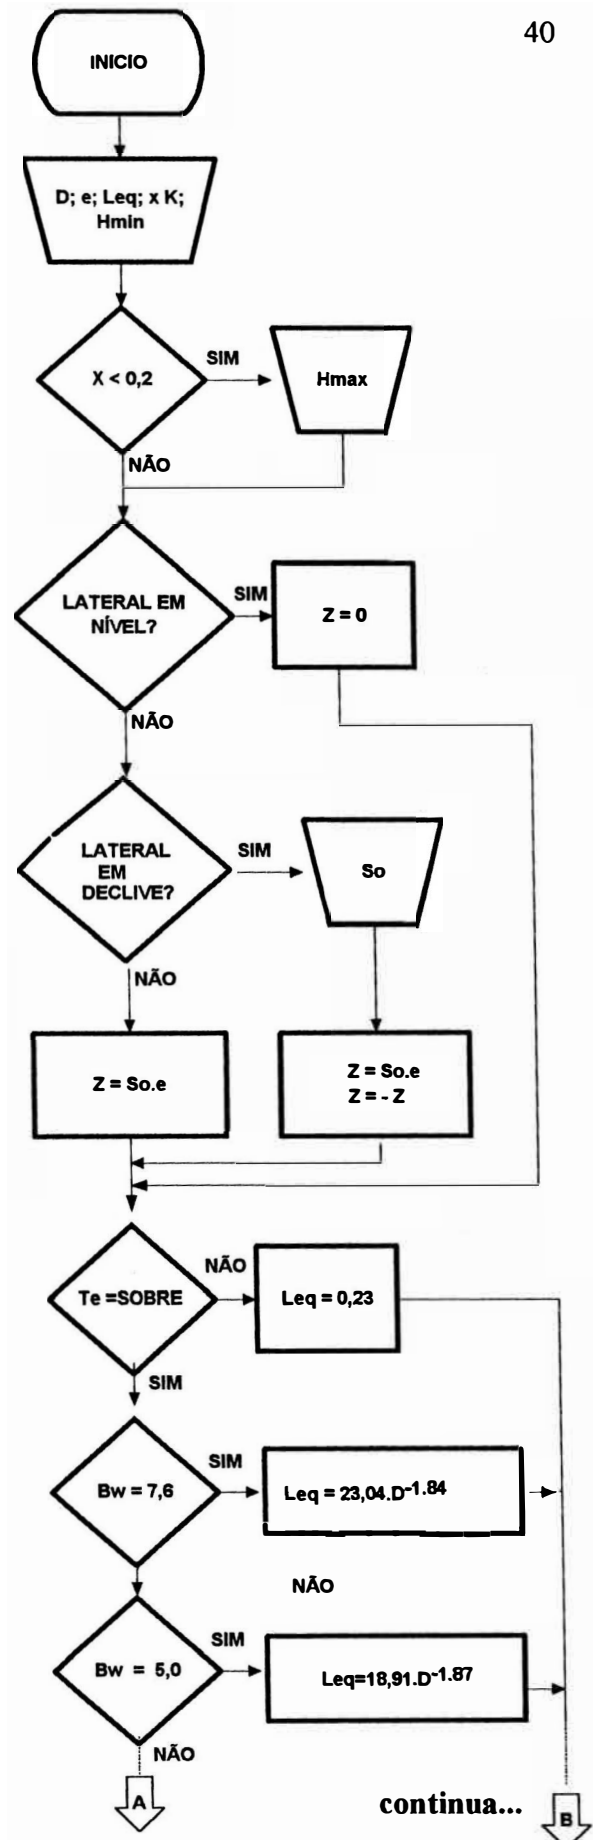 40
INICIO
D; e; Leq; x K;
Hmin
X < 0,2
SIM
Hmax
NÃO
LATERAL EM
NÍVEL?
SIM
Z = 0
NÃO
LATERAL
EM
DECLIVE?
SIM
So
NÃO
Z = So.e
Z = So.e
Z = - Z
Te =SOBRE
NÃO
Leq = 0,23
SIM
Bw = 7,6
SIM
Leq = 23,04.D-1.84
NÃO
Bw = 5,0
SIM
Leq=18,91.D-1.87
NÃO
A
continua...
B